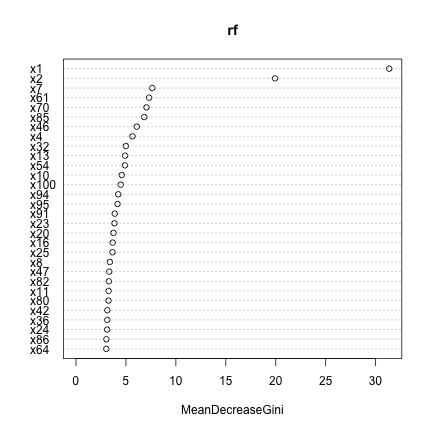 rf
x1
x2
x7
x61
x70
x85
x46
x4
x32
x13
x54
x10
x100
x94
x95
x91
x23
x20
x16
x25
x8
x47
x82
x11
x80
x42
x36
x24
x86
x64
0 5 10 15 20 25 30
MeanDecreaseGini